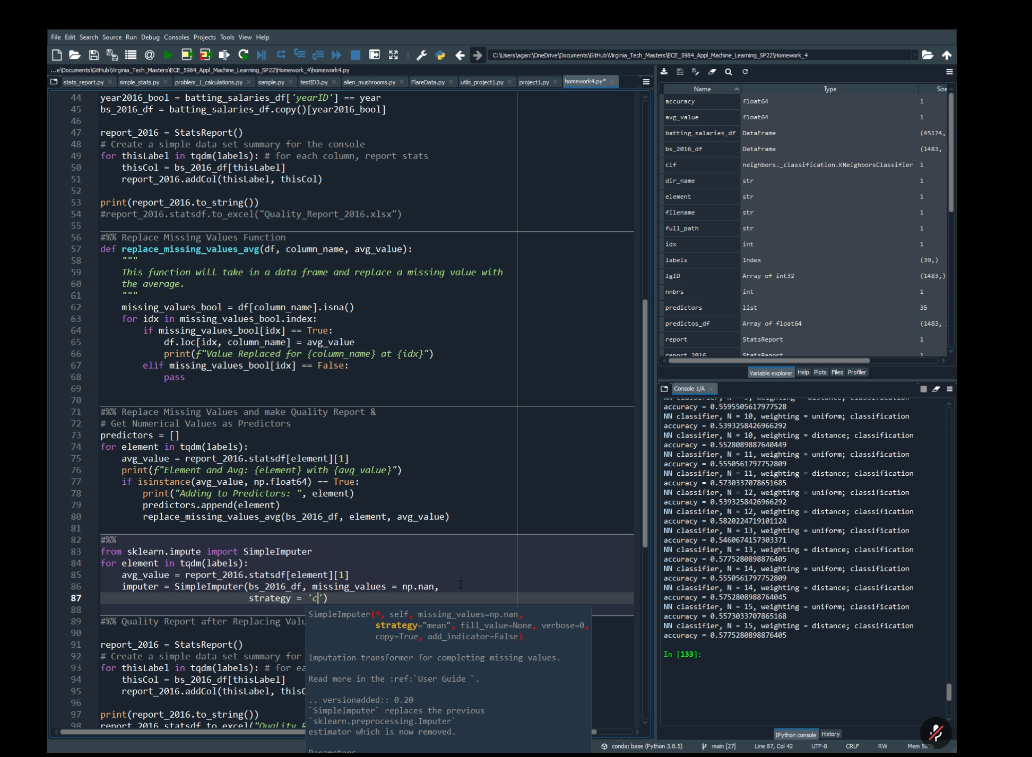 File Edit Search Source Run Debug Consoles Projects Tools View Help
C:\Users\agarc\OneDrive\Documents\GitHub\Virginia_Tech_Masters\ECE_5984_Appl_Machine_Learning_SP22\Homework_4
...e\Documents\GitHub\Virginia_Tech_Masters\ECE_5984_Appl_Machine_Learning_SP22\Homework_4\homework4.py
stats_report.py simple_stats.py problem_1_calculations.py sample.py testID3.py alien_mushrooms.py FlareData.py utils_project1.py project1.py homework4.py*
44 year2016_bool = batting_salaries_df['yearID'] == year
45 bs_2016_df = batting_salaries_df.copy()[year2016_bool]
46
47 report_2016 = StatsReport()
48 # Create a simple data set summary for the console
49 for thisLabel in tqdm(labels): # for each column, report stats
50 thisCol = bs_2016_df[thisLabel]
51 report_2016.addCol(thisLabel, thisCol)
52
53 print(report_2016.to_string())
54 #report_2016.statsdf.to_excel("Quality_Report_2016.xlsx")
55
56 #%% Replace Missing Values Function
57 def replace_missing_values_avg(df, column_name, avg_value):
58 """
59 This function will take in a data frame and replace a missing value with
60 the average.
61 """
62 missing_values_bool = df[column_name].isna()
63 for idx in missing_values_bool.index:
64 if missing_values_bool[idx] == True:
65 df.loc[idx, column_name] = avg_value
66 print(f"Value Replaced for {column_name} at {idx}")
67 elif missing_values_bool[idx] == False:
68 pass
69
70
71 #%% Replace Missing Values and make Quality Report &
72 # Get Numerical Values as Predictors
73 predictors = []
74 for element in tqdm(labels):
75 avg_value = report_2016.statsdf[element][1]
76 print(f"Element and Avg: {element} with {avg_value}")
77 if isinstance(avg_value, np.float64) == True:
78 print("Adding to Predictors: ", element)
79 predictors.append(element)
80 replace_missing_values_avg(bs_2016_df, element, avg_value)
81
82 #%%
83 from sklearn.impute import SimpleImputer
84 for element in tqdm(labels):
85 avg_value = report_2016.statsdf[element][1]
86 imputer = SimpleImputer(bs_2016_df, missing_values = np.nan,
87 strategy = 'c')
88
89 #%% Quality Report after Replacing Valu
90
91 report_2016 = StatsReport()
92 # Create a simple data set summary for
93 for thisLabel in tqdm(labels): # for ea
94 thisCol = bs_2016_df[thisLabel]
95 report_2016.addCol(thisLabel, thisC
96
97 print(report_2016.to_string())
98 report_2016.statsdf.to_excel("Quality_R
SimpleImputer(*, self, missing_values=np.nan,
strategy="mean", fill_value=None, verbose=0,
copy=True, add_indicator=False)
Imputation transformer for completing missing values.
Read more in the :ref:`User Guide `.
.. versionadded:: 0.20
`SimpleImputer` replaces the previous
`sklearn.preprocessing.Imputer`
estimator which is now removed.
Parameters
Name Type Size
accuracy float64 1
avg_value float64 1
batting_salaries_df DataFrame (45174,
bs_2016_df DataFrame (1483,
clf neighbors._classification.KNeighborsClassifier 1
dir_name str 1
element str 1
filename str 1
full_path str 1
idx int 1
labels Index (39,)
lgID Array of int32 (1483,)
nnbrs int 1
predictors list 35
predictos_df Array of float64 (1483,
report StatsReport 1
report_2016 StatsReport 1
Variable explorer Help Plots Files Profiler
Console 1/A
NN classifier, N = 10, weighting = uniform; classification
accuracy = 0.5595505617977528
accuracy = 0.5393258426966292
NN classifier, N = 10, weighting = distance; classification
accuracy = 0.5528089887640449
NN classifier, N = 11, weighting = uniform; classification
accuracy = 0.5550561797752809
NN classifier, N = 11, weighting = distance; classification
accuracy = 0.5730337078651685
NN classifier, N = 12, weighting = uniform; classification
accuracy = 0.5393258426966292
NN classifier, N = 12, weighting = distance; classification
accuracy = 0.5820224719101124
NN classifier, N = 13, weighting = uniform; classification
accuracy = 0.5460674157303371
NN classifier, N = 13, weighting = distance; classification
accuracy = 0.5775280898876405
NN classifier, N = 14, weighting = uniform; classification
accuracy = 0.5550561797752809
NN classifier, N = 14, weighting = distance; classification
accuracy = 0.5752808988764045
NN classifier, N = 15, weighting = uniform; classification
accuracy = 0.5573033707865168
NN classifier, N = 15, weighting = distance; classification
accuracy = 0.5775280898876405
In [133]:
IPython console History
conda: base (Python 3.8.5) main [27] Line 87, Col 42 UTF-8 CRLF RW Mem